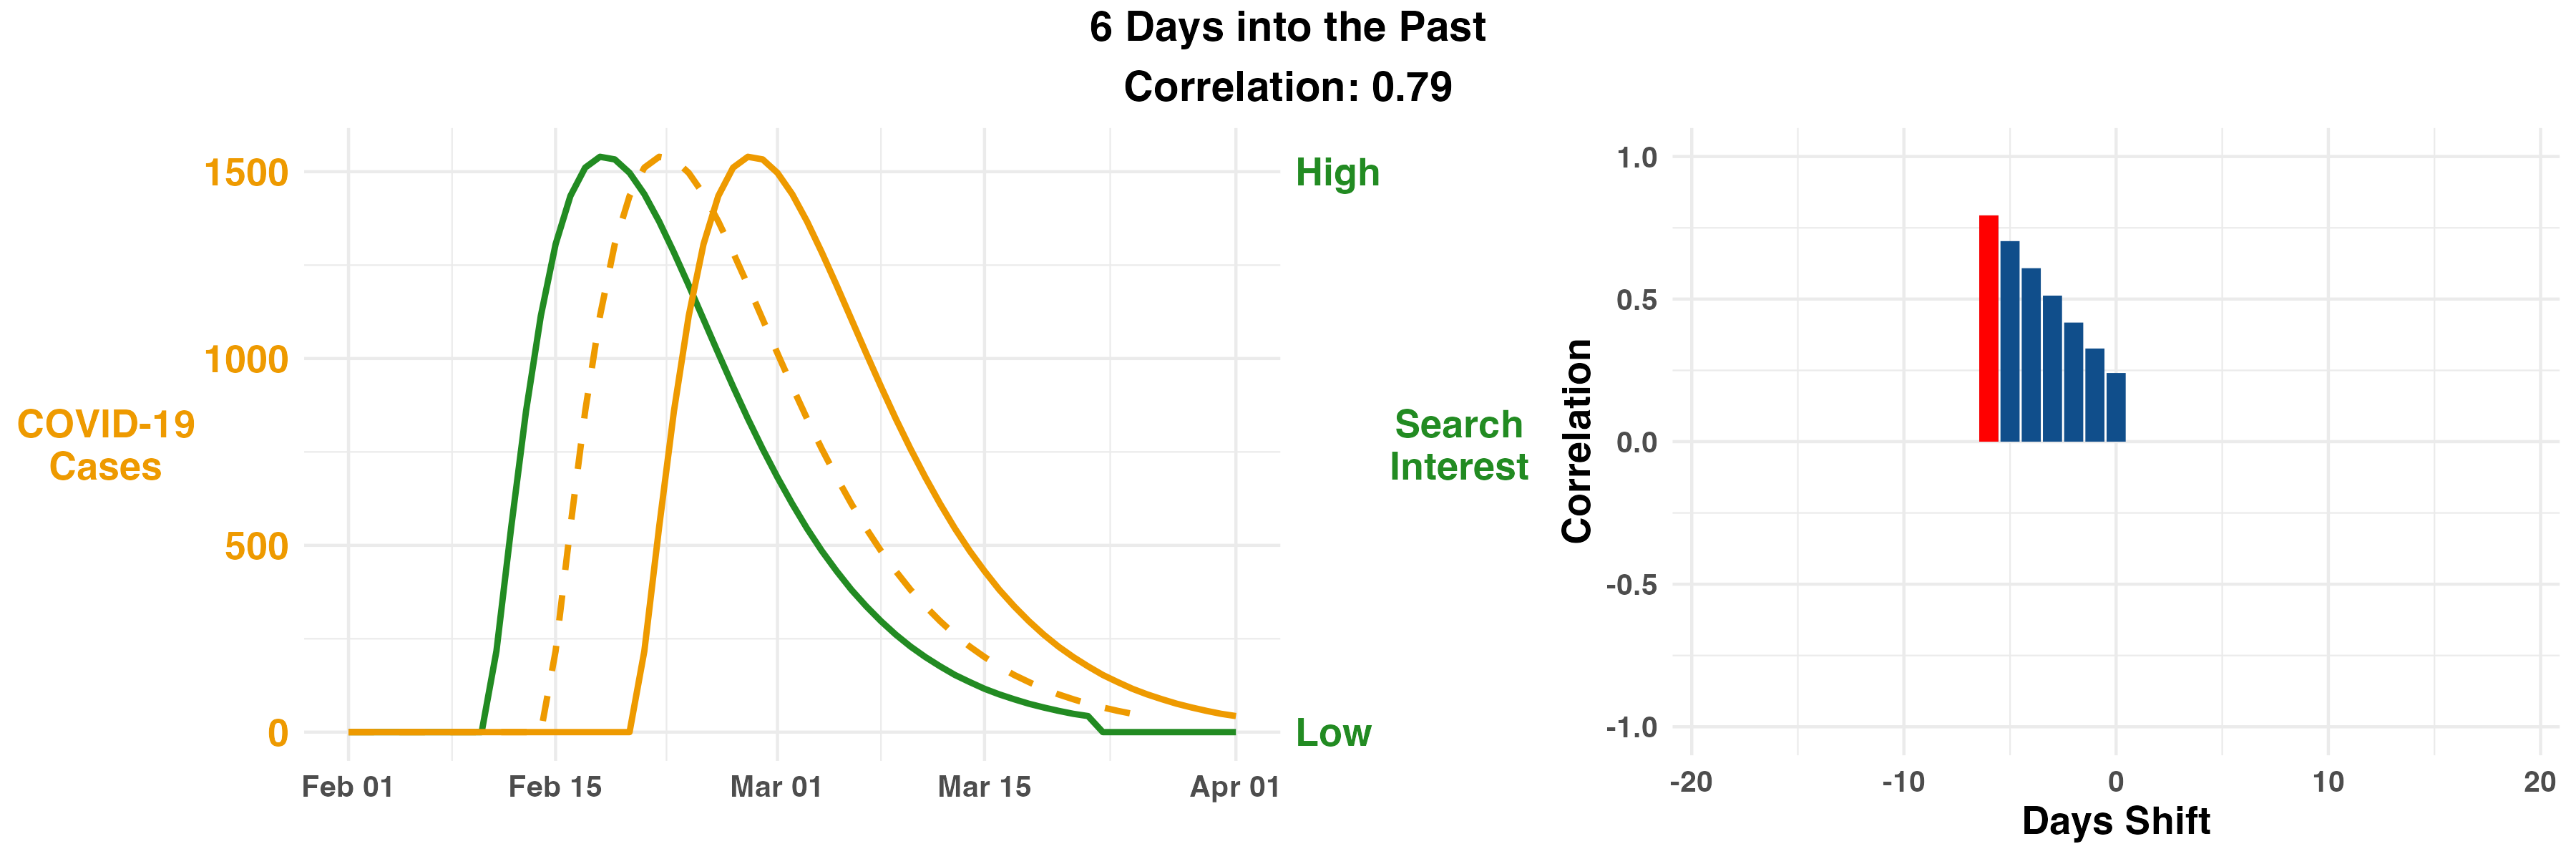 6 Days into the Past
Correlation: 0.79
COVID-19
Cases
1500
1000
500
0
Feb 01
Feb 15
Mar 01
Mar 15
Apr 01
High
Search
Interest
Low
Correlation
1.0
0.5
0.0
-0.5
-1.0
-20
-10
0
10
20
Days Shift